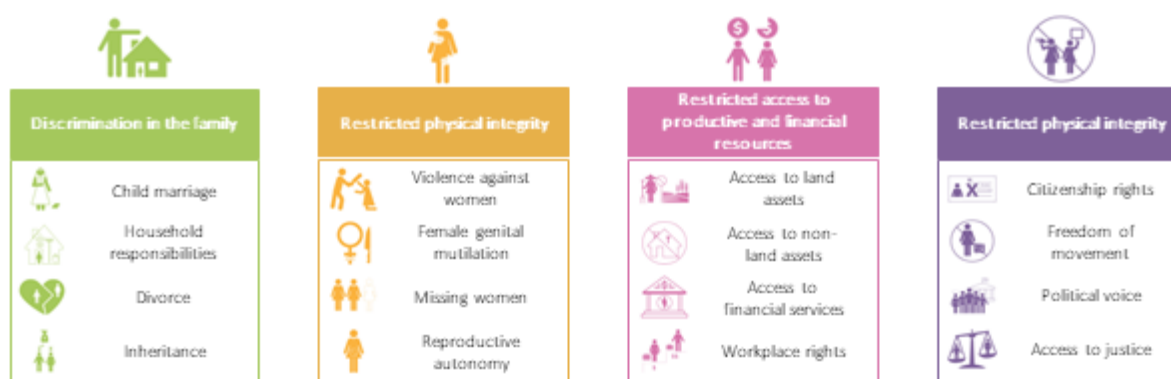 Discrimination in the family
Child marriage
Household
responsibilities
Divorce
Inheritance
Restricted physical integrity
Violence against
women
Female genital
mutilation
Missing women
Reproductive
autonomy
Restricted access to
productive and financial
resources
Access to land
assets
Access to non-
land assets
Access to
financial services
Workplace rights
Restricted physical integrity
Citizenship rights
Freedom of
movement
Political voice
Access to justice